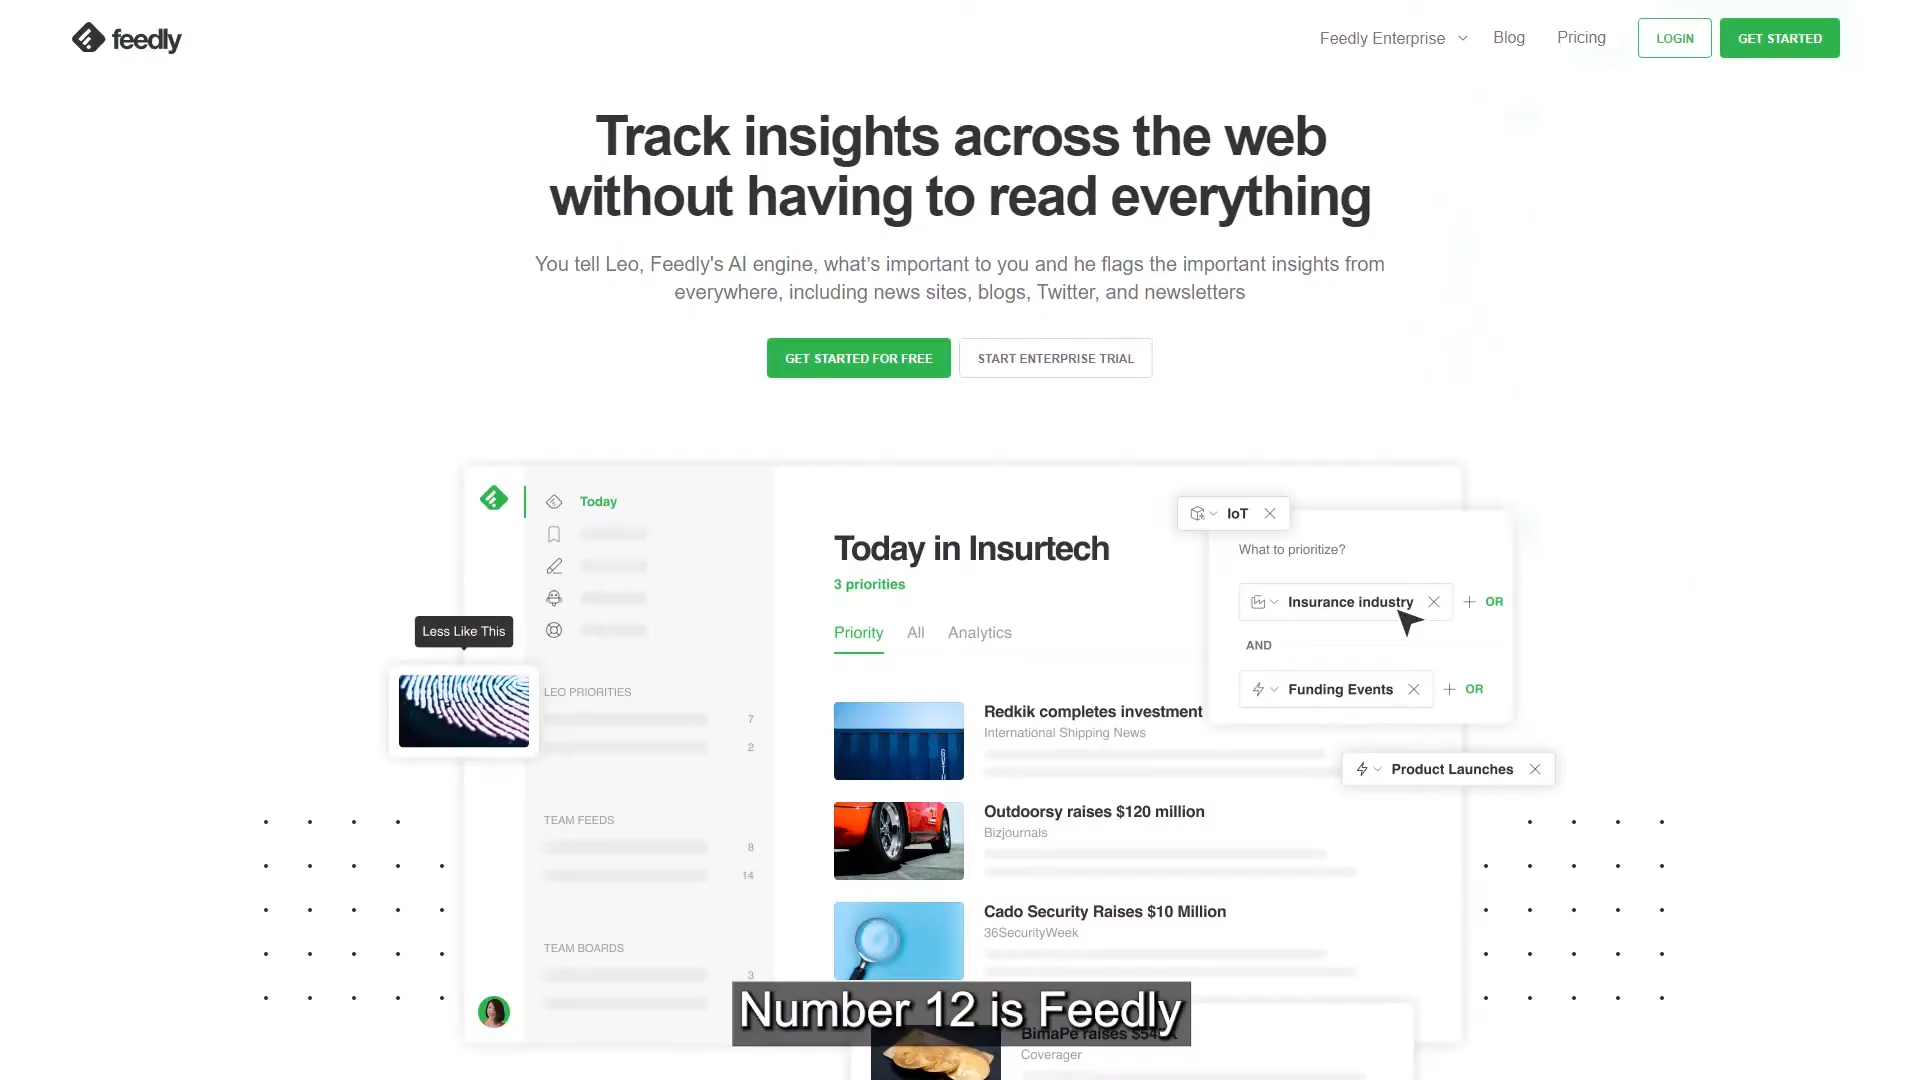 feedly
Feedly Enterprise
Blog
Pricing
LOGIN
GET STARTED
Track insights across the web
without having to read everything
You tell Leo, Feedly's AI engine, what’s important to you and he flags the important insights from
everywhere, including news sites, blogs, Twitter, and newsletters
GET STARTED FOR FREE
START ENTERPRISE TRIAL
Today
Less Like This
LEO PRIORITIES
7
2
TEAM FEEDS
8
14
TEAM BOARDS
3
Today in Insurtech
3 priorities
Priority
All
Analytics
IoT
What to prioritize?
Insurance industry
OR
AND
Funding Events
OR
Product Launches
Redkik completes investment
International Shipping News
Outdoorsy raises $120 million
Bizjournals
Cado Security Raises $10 Million
36SecurityWeek
Number 12 is Feedly
BimaPe raises
Coverager